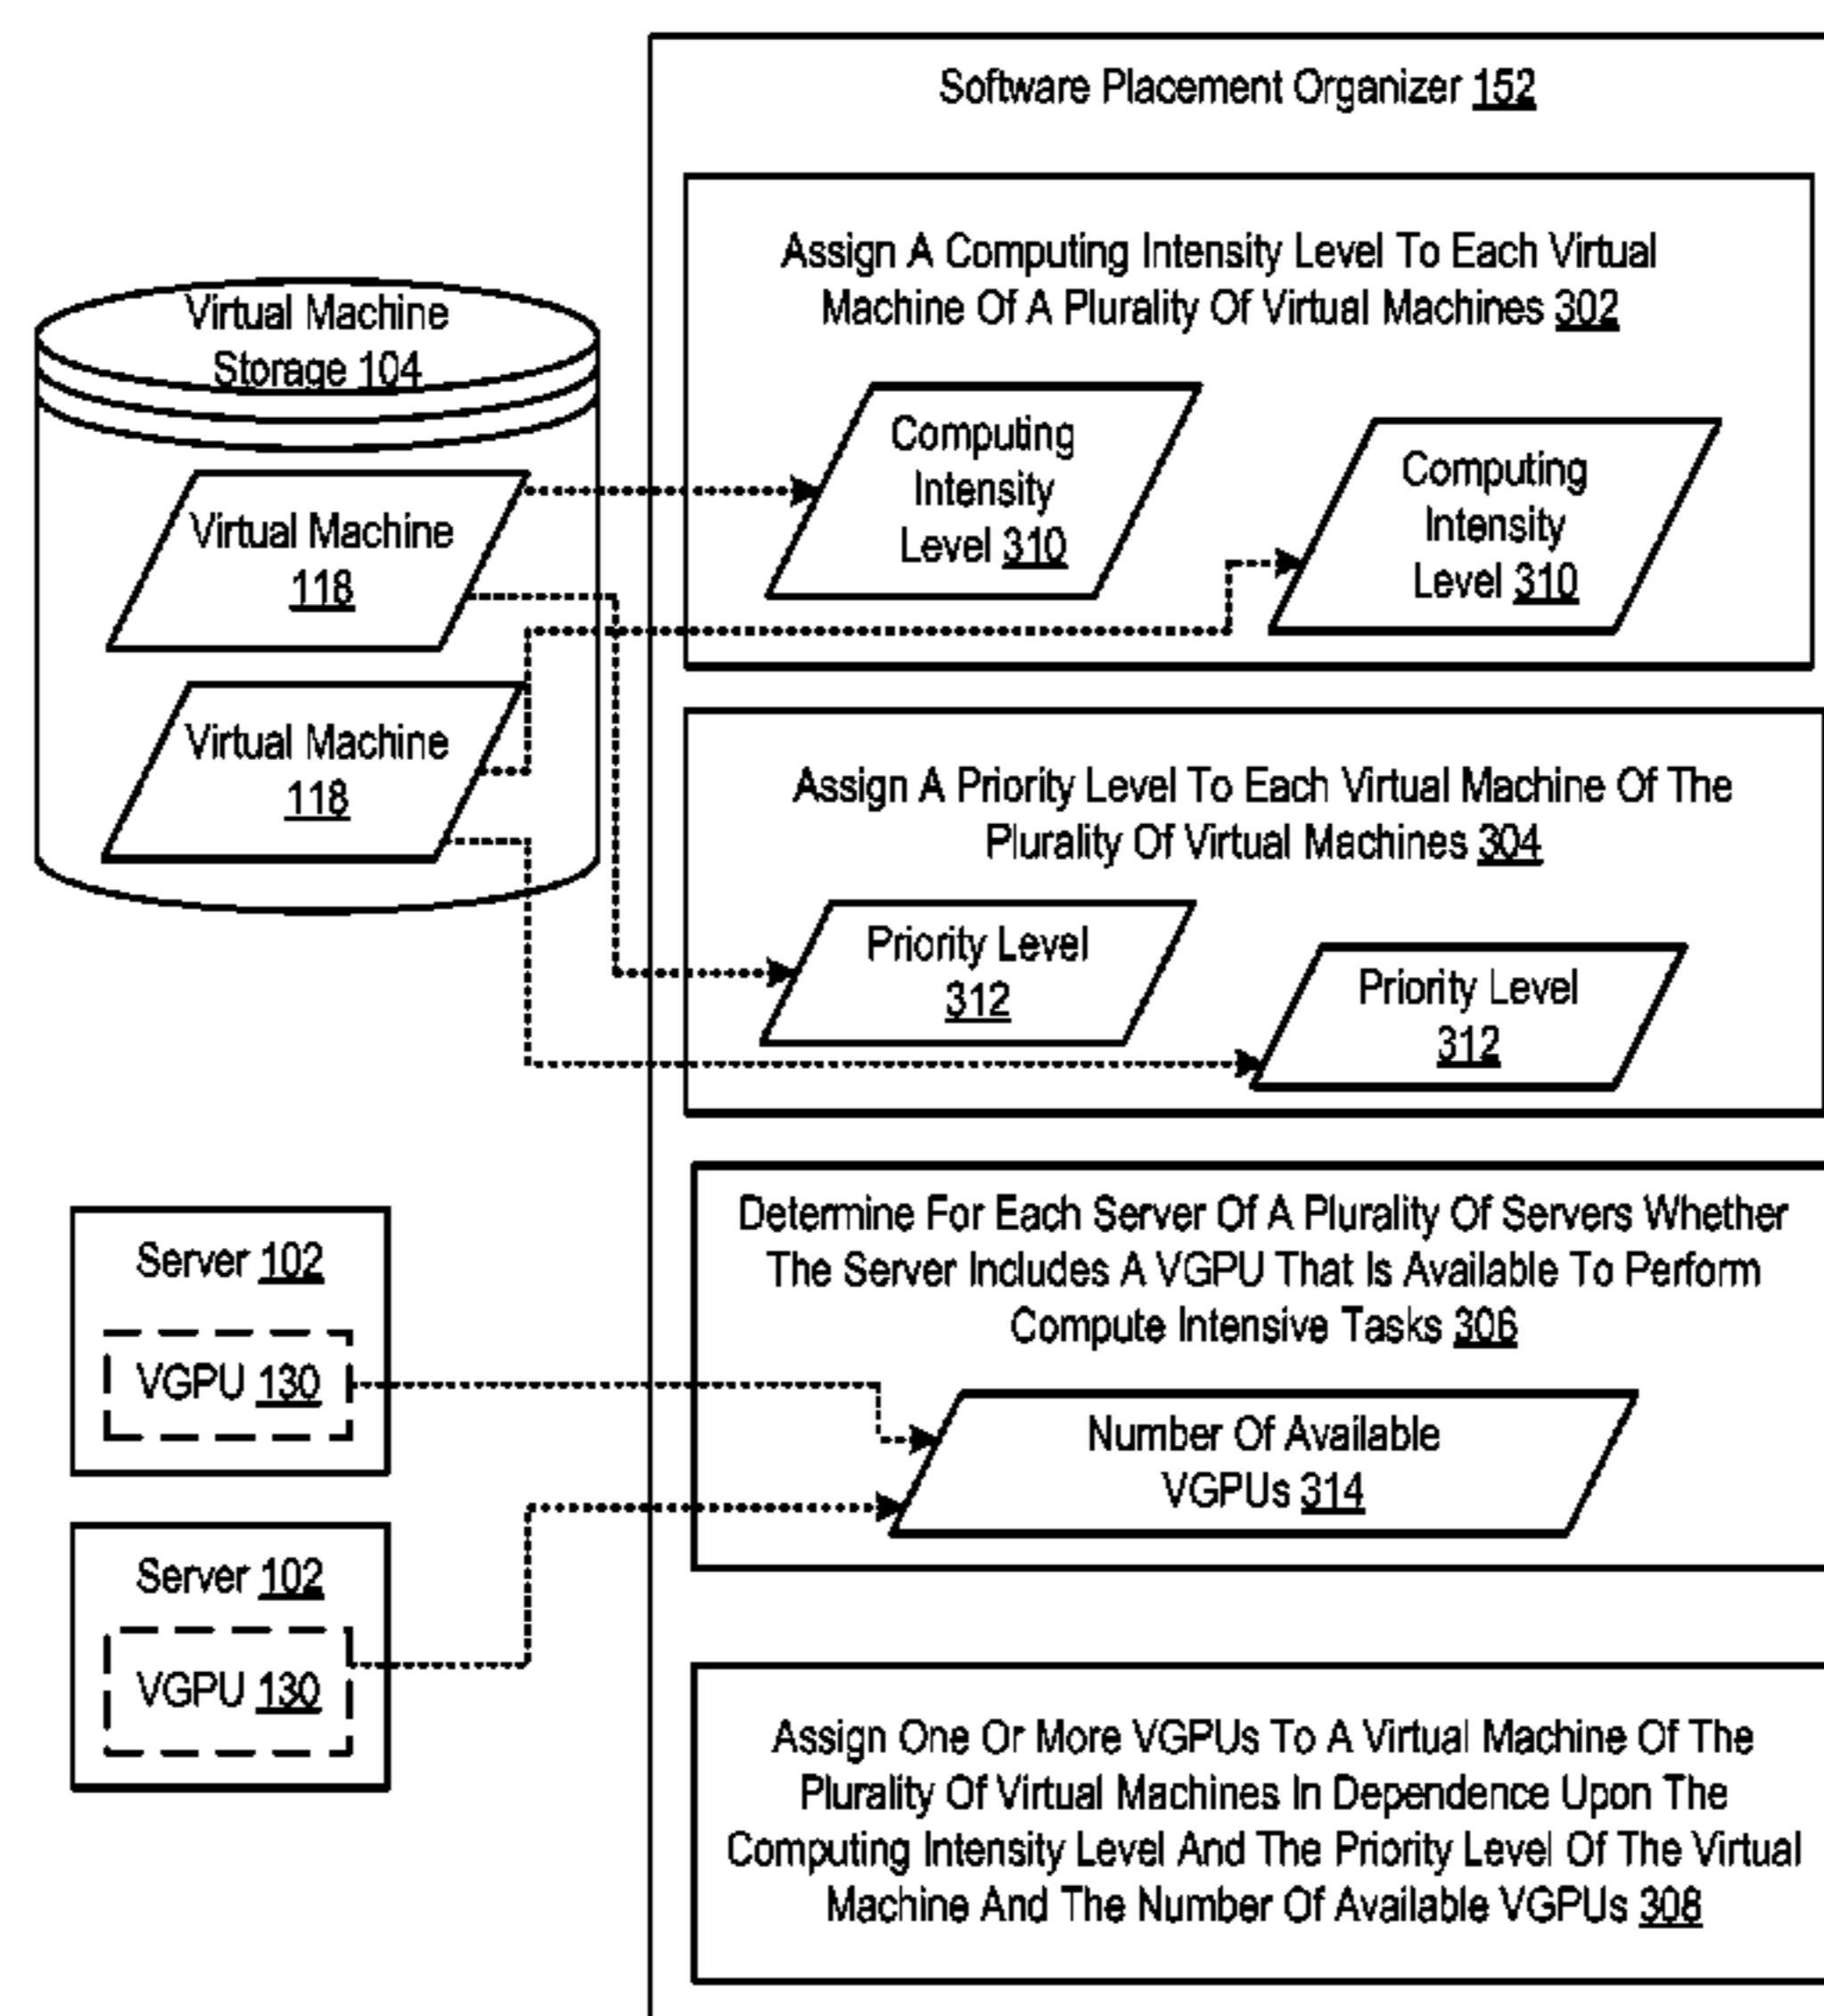 Software Placement Organizer 152
Assign A Computing Intensity Level To Each Virtual
Machine Of A Plurality Of Virtual Machines 302
Virtual Machine
Storage 104
Computing
Intensity
Level 310
Computing
Intensity
Level 310
Virtual Machine
118
Virtual Machine
118
Assign A Priority Level To Each Virtual Machine Of The
Plurality Of Virtual Machines 304
Priority Level
312
Priority Level
312
Determine For Each Server Of A Plurality Of Servers Whether
The Server Includes A VGPU That Is Available To Perform
Compute Intensive Tasks 306
Server 102
VGPU 130
Number Of Available
VGPUs 314
Server 102
VGPU 130
Assign One Or More VGPUs To A Virtual Machine Of The
Plurality Of Virtual Machines In Dependence Upon The
Computing Intensity Level And The Priority Level Of The Virtual
Machine And The Number Of Available VGPUs 308